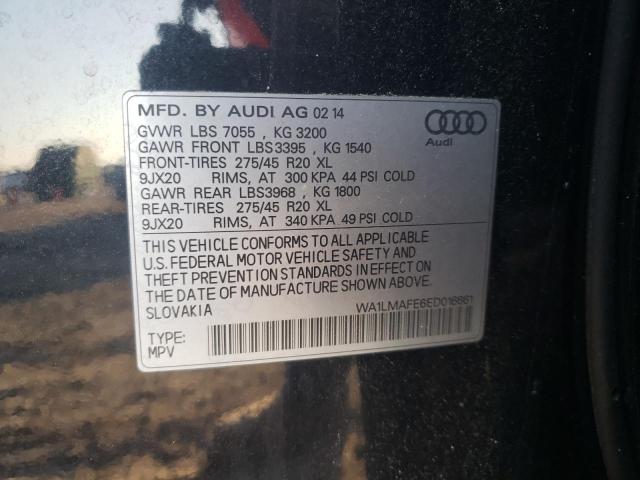 MFD. BY AUDI AG 02 14
GVWR LBS 7055 , KG 3200
GAWR FRONT LBS3395 , KG 1540
FRONT-TIRES 275/45 R20 XL
9JX20 RIMS, AT 300 KPA 44 PSI COLD
GAWR REAR LBS3968 , KG 1800
REAR-TIRES 275/45 R20 XL
9JX20 RIMS, AT 340 KPA 49 PSI COLD
Audi
THIS VEHICLE CONFORMS TO ALL APPLICABLE
U.S. FEDERAL MOTOR VEHICLE SAFETY AND
THEFT PREVENTION STANDARDS IN EFFECT ON
THE DATE OF MANUFACTURE SHOWN ABOVE.
SLOVAKIA
WA1LMAFE6ED016661
TYPE:
MPV